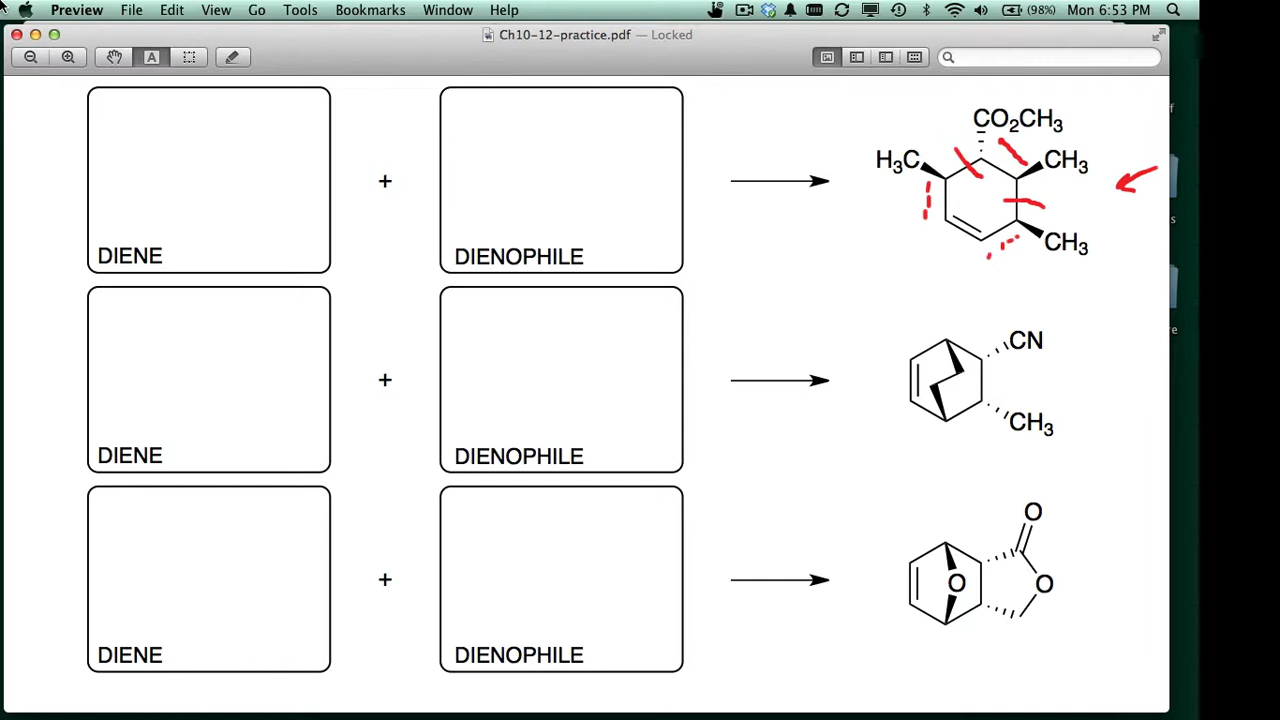 Preview File Edit View Go Tools Bookmarks Window Help (98%) Mon 6:53 PM
Ch10-12-practice.pdf — Locked
CO₂CH₃
H₃C CH₃
+
DIENE DIENOPHILE CH₃
CN
+
CH₃
DIENE DIENOPHILE
O
+ O O
DIENE DIENOPHILE